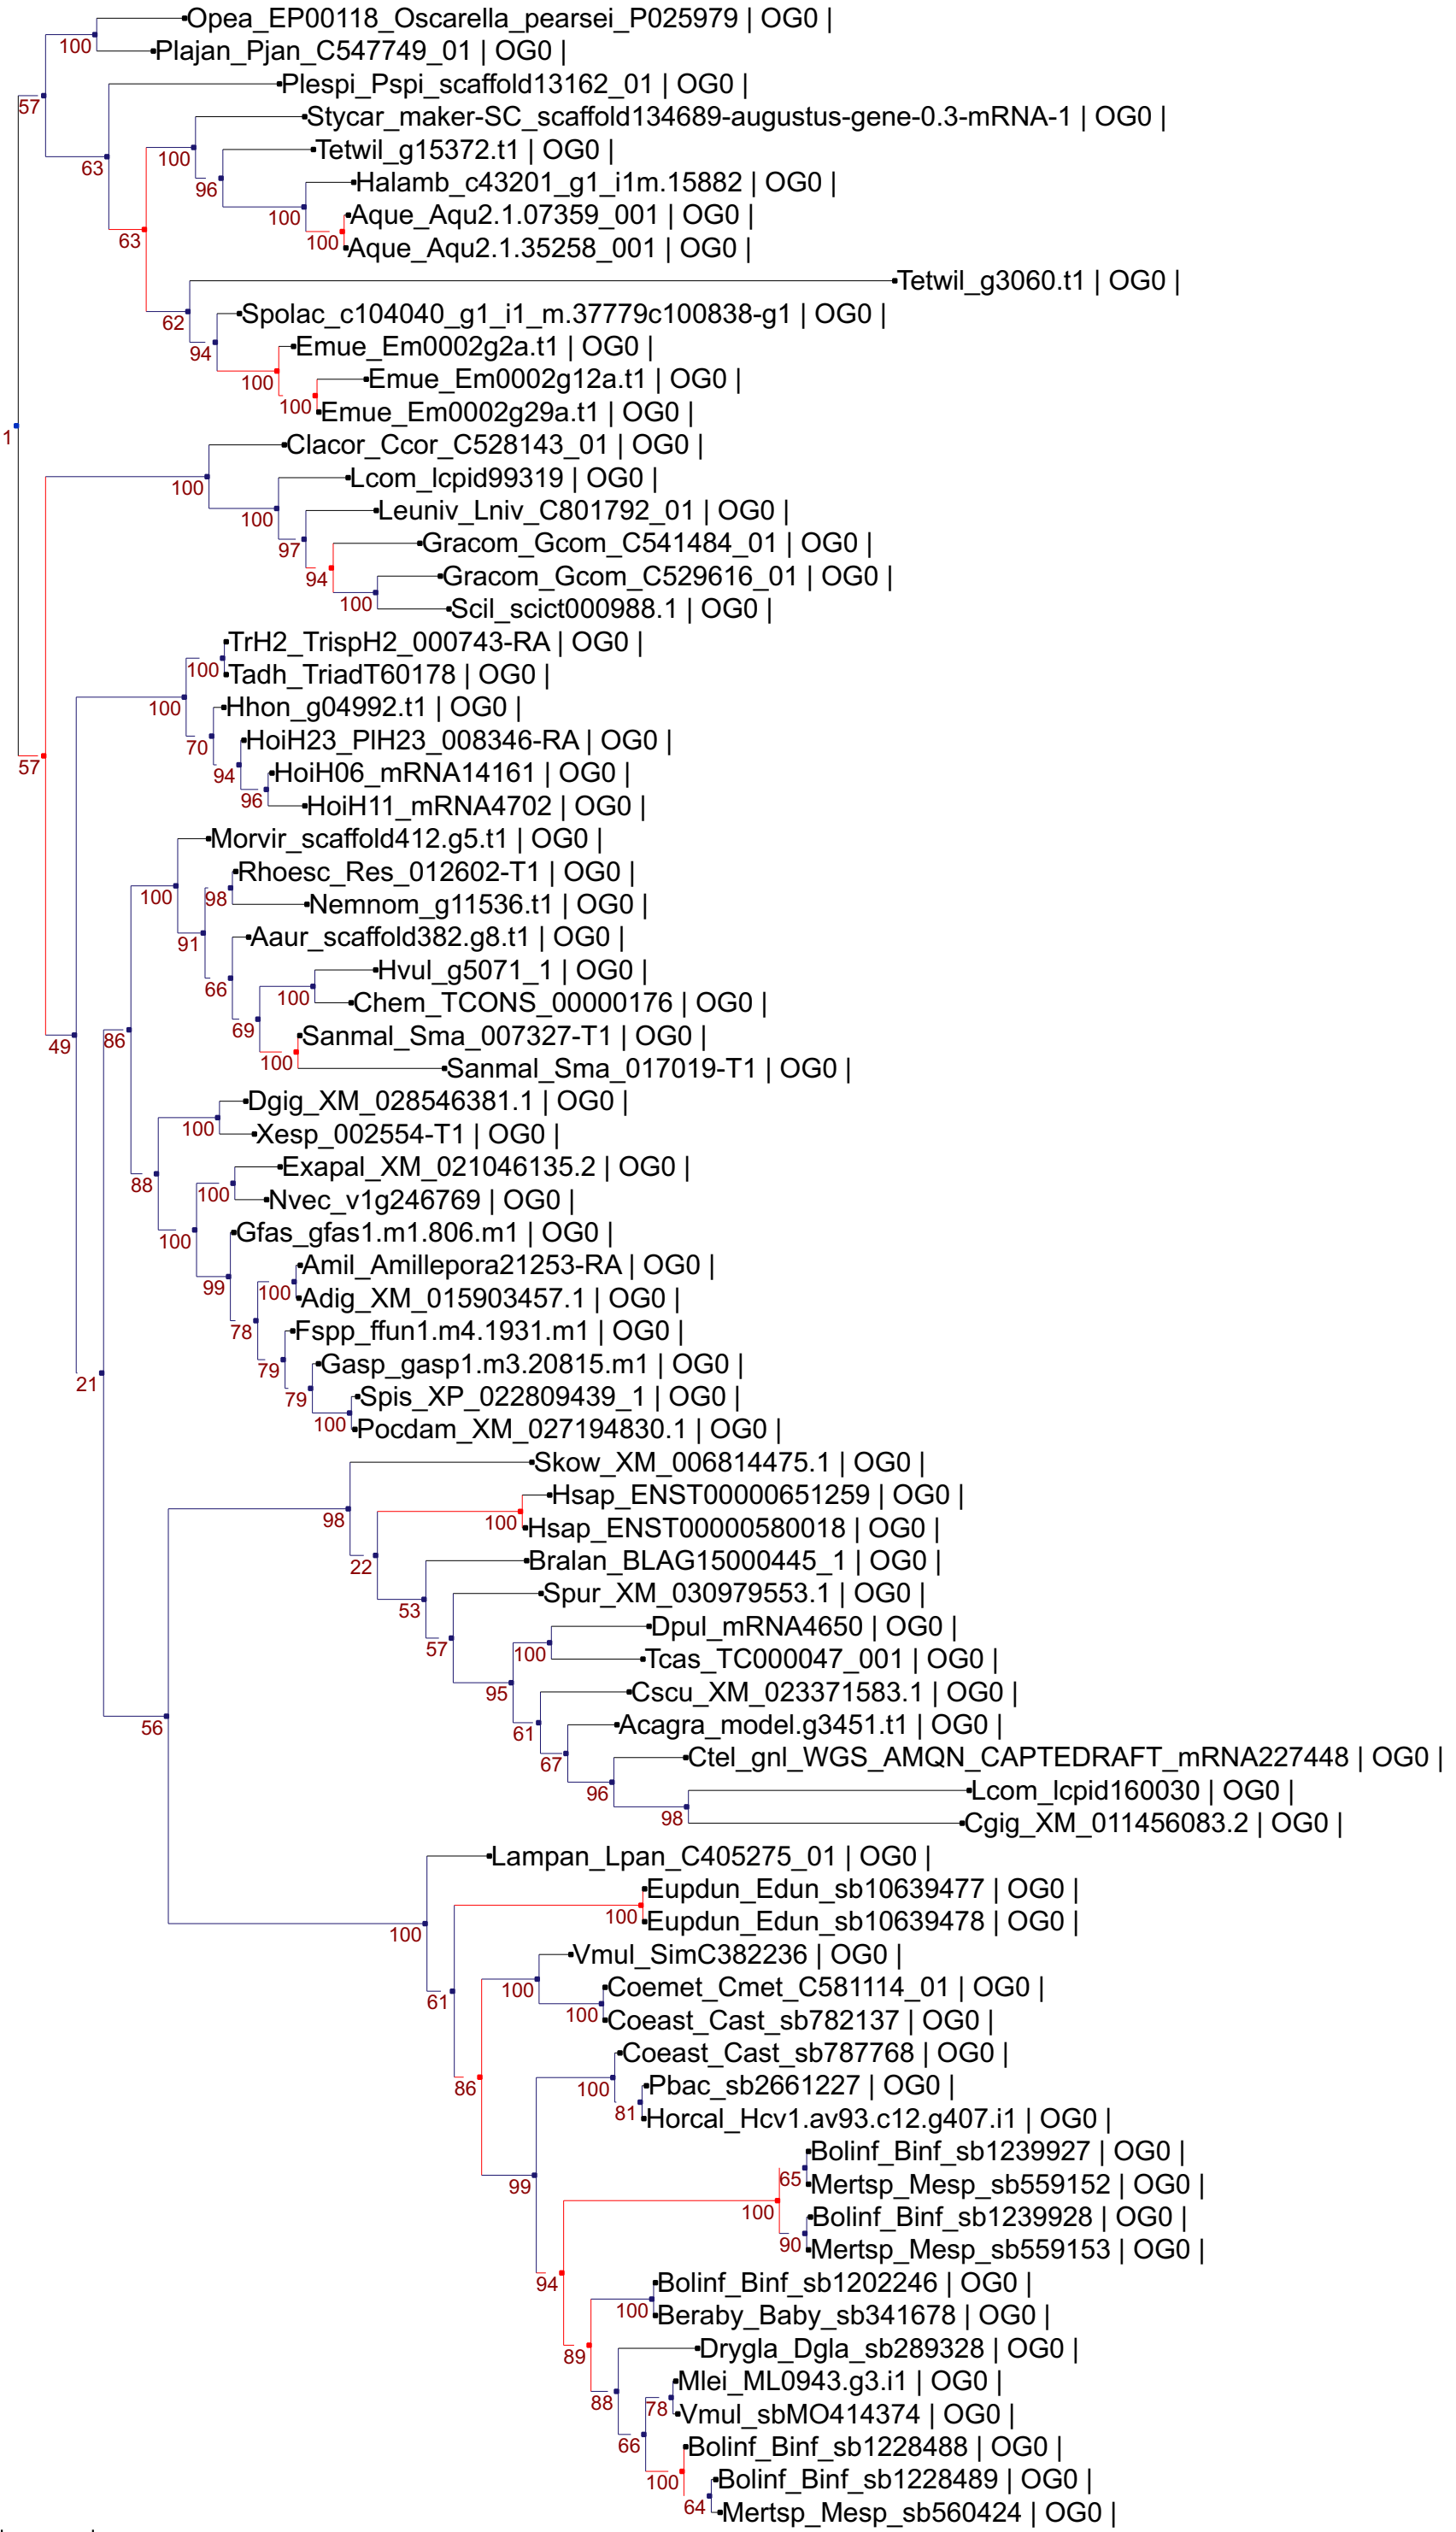 Opea_EP00118_Oscarella_pearsei_P025979 | OG0 |
100
Plajan_Pjan_C547749_01 | OG0 |
Plespi_Pspi_scaffold13162_01 | OG0 |
57
Stycar_maker-SC_scaffold134689-augustus-gene-0.3-mRNA-1 | OG0 |
Tetwil_g15372.t1 | OG0 |
100
63
Halamb_c43201_g1_i1m.15882 | OG0 |
96
Aque_Aqu2.1.07359_001 | OG0 |
100
63
100
Aque_Aqu2.1.35258_001 | OG0 |
Tetwil_g3060.t1 | OG0 |
Spolac_c104040_g1_i1_m.37779c100838-g1 | OG0 |
62
Emue_Em0002g2a.t1 | OG0 |
94
Emue_Em0002g12a.t1 | OG0 |
100
100
Emue_Em0002g29a.t1 | OG0 |
1
Clacor_Ccor_C528143_01 | OG0 |
Lcom_lcpid99319 | OG0 |
100
Leuniv_Lniv_C801792_01 | OG0 |
100
Gracom_Gcom_C541484_01 | OG0 |
97
Gracom_Gcom_C529616_01 | OG0 |
94
100
Scil_scict000988.1 | OG0 |
TrH2_TrispH2_000743-RA | OG0 |
100
Tadh_TriadT60178 | OG0 |
100
Hhon_g04992.t1 | OG0 |
HoiH23_PlH23_008346-RA | OG0 |
70
57
HoiH06_mRNA14161 | OG0 |
94
96
HoiH11_mRNA4702 | OG0 |
Morvir_scaffold412.g5.t1 | OG0 |
Rhoesc_Res_012602-T1 | OG0 |
100
98
Nemnom_g11536.t1 | OG0 |
Aaur_scaffold382.g8.t1 | OG0 |
91
Hvul_g5071_1 | OG0 |
66
100
Chem_TCONS_00000176 | OG0 |
69
Sanmal_Sma_007327-T1 | OG0 |
49
86
100
Sanmal_Sma_017019-T1 | OG0 |
Dgig_XM_028546381.1 | OG0 |
100
Xesp_002554-T1 | OG0 |
Exapal_XM_021046135.2 | OG0 |
88
100
Nvec_v1g246769 | OG0 |
Gfas_gfas1.m1.806.m1 | OG0 |
100
Amil_Amillepora21253-RA | OG0 |
99
100
Adig_XM_015903457.1 | OG0 |
Fspp_ffun1.m4.1931.m1 | OG0 |
78
Gasp_gasp1.m3.20815.m1 | OG0 |
79
21
Spis_XP_022809439_1 | OG0 |
79
100
Pocdam_XM_027194830.1 | OG0 |
Skow_XM_006814475.1 | OG0 |
Hsap_ENST00000651259 | OG0 |
98
100
Hsap_ENST00000580018 | OG0 |
22
Bralan_BLAG15000445_1 | OG0 |
Spur_XM_030979553.1 | OG0 |
53
Dpul_mRNA4650 | OG0 |
57
100
Tcas_TC000047_001 | OG0 |
95
Cscu_XM_023371583.1 | OG0 |
56
Acagra_model.g3451.t1 | OG0 |
61
Ctel_gnl_WGS_AMQN_CAPTEDRAFT_mRNA227448 | OG0 |
67
Lcom_lcpid160030 | OG0 |
96
98
Cgig_XM_011456083.2 | OG0 |
Lampan_Lpan_C405275_01 | OG0 |
Eupdun_Edun_sb10639477 | OG0 |
100
Eupdun_Edun_sb10639478 | OG0 |
100
Vmul_SimC382236 | OG0 |
Coemet_Cmet_C581114_01 | OG0 |
100
61
100
Coeast_Cast_sb782137 | OG0 |
Coeast_Cast_sb787768 | OG0 |
Pbac_sb2661227 | OG0 |
86
100
81
Horcal_Hcv1.av93.c12.g407.i1 | OG0 |
Bolinf_Binf_sb1239927 | OG0 |
65
Mertsp_Mesp_sb559152 | OG0 |
99
100
Bolinf_Binf_sb1239928 | OG0 |
90
Mertsp_Mesp_sb559153 | OG0 |
94
Bolinf_Binf_sb1202246 | OG0 |
100
Beraby_Baby_sb341678 | OG0 |
Drygla_Dgla_sb289328 | OG0 |
89
Mlei_ML0943.g3.i1 | OG0 |
88
78
Vmul_sbMO414374 | OG0 |
66
Bolinf_Binf_sb1228488 | OG0 |
100
Bolinf_Binf_sb1228489 | OG0 |
64
Mertsp_Mesp_sb560424 | OG0 |